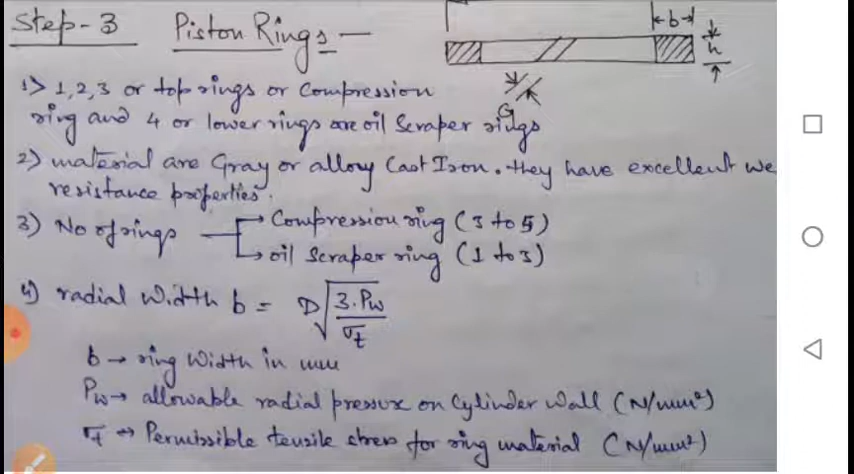 Step-3 Piston Rings —
b
h
G
1) 1,2,3 or top rings or Compression
ring and 4 or lower rings are oil Scraper rings
2) material are Gray or alloy Cast Iron. they have excellent we
resistance properties.
3) No of rings → Compression ring (3 to 5)
→ oil Scraper ring (1 to 3)
4) radial width b = D√(3.Pw/σt)
b → ring width in mm
Pw → allowable radial pressure on Cylinder wall (N/mm²)
σt → Permissible tensile stress for ring material (N/mm²)